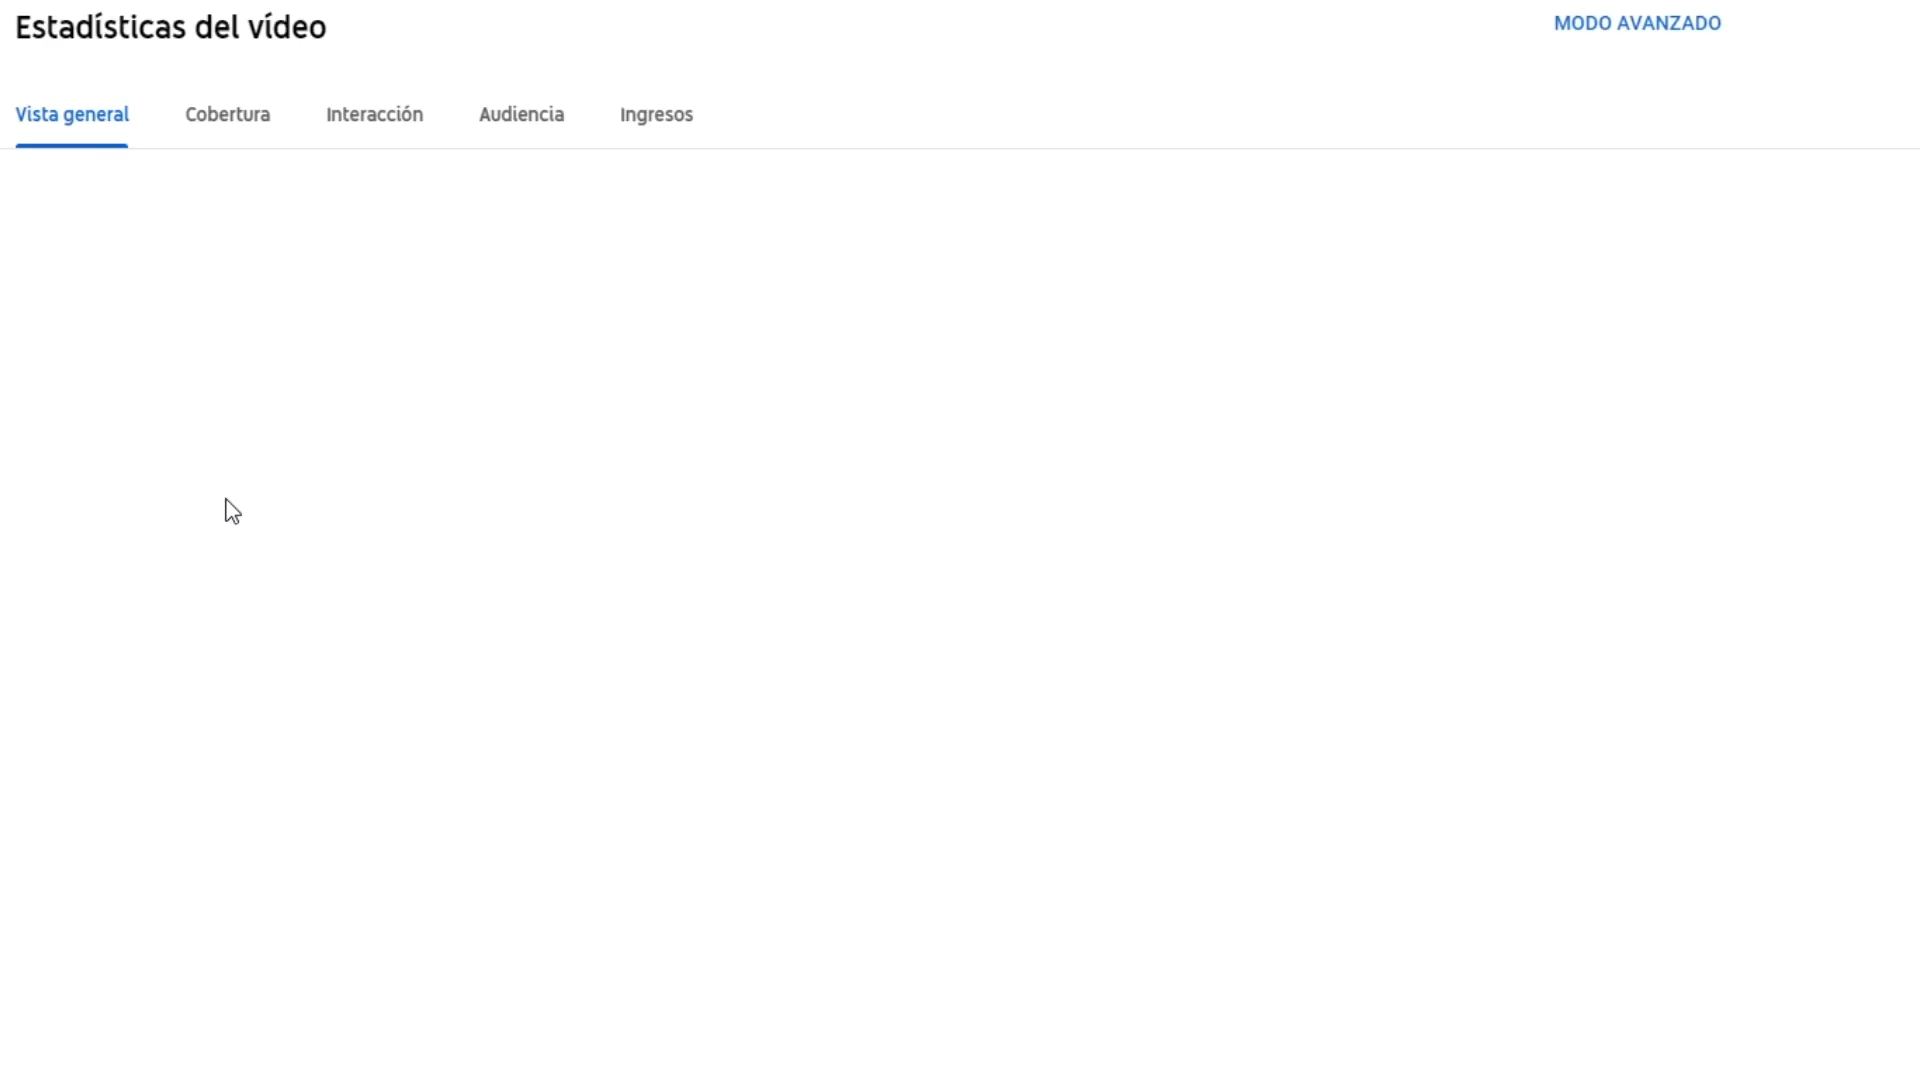 Estadísticas del vídeo
MODO AVANZADO
Vista general
Cobertura
Interacción
Audiencia
Ingresos